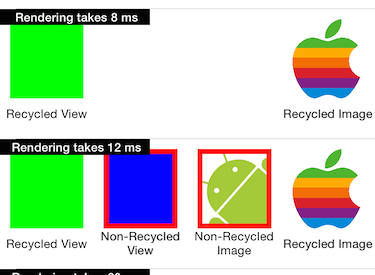 Rendering takes 8 ms
Recycled View
Recycled Image
Rendering takes 12 ms
Recycled View
Non-Recycled
View
Non-Recycled
Image
Recycled Image